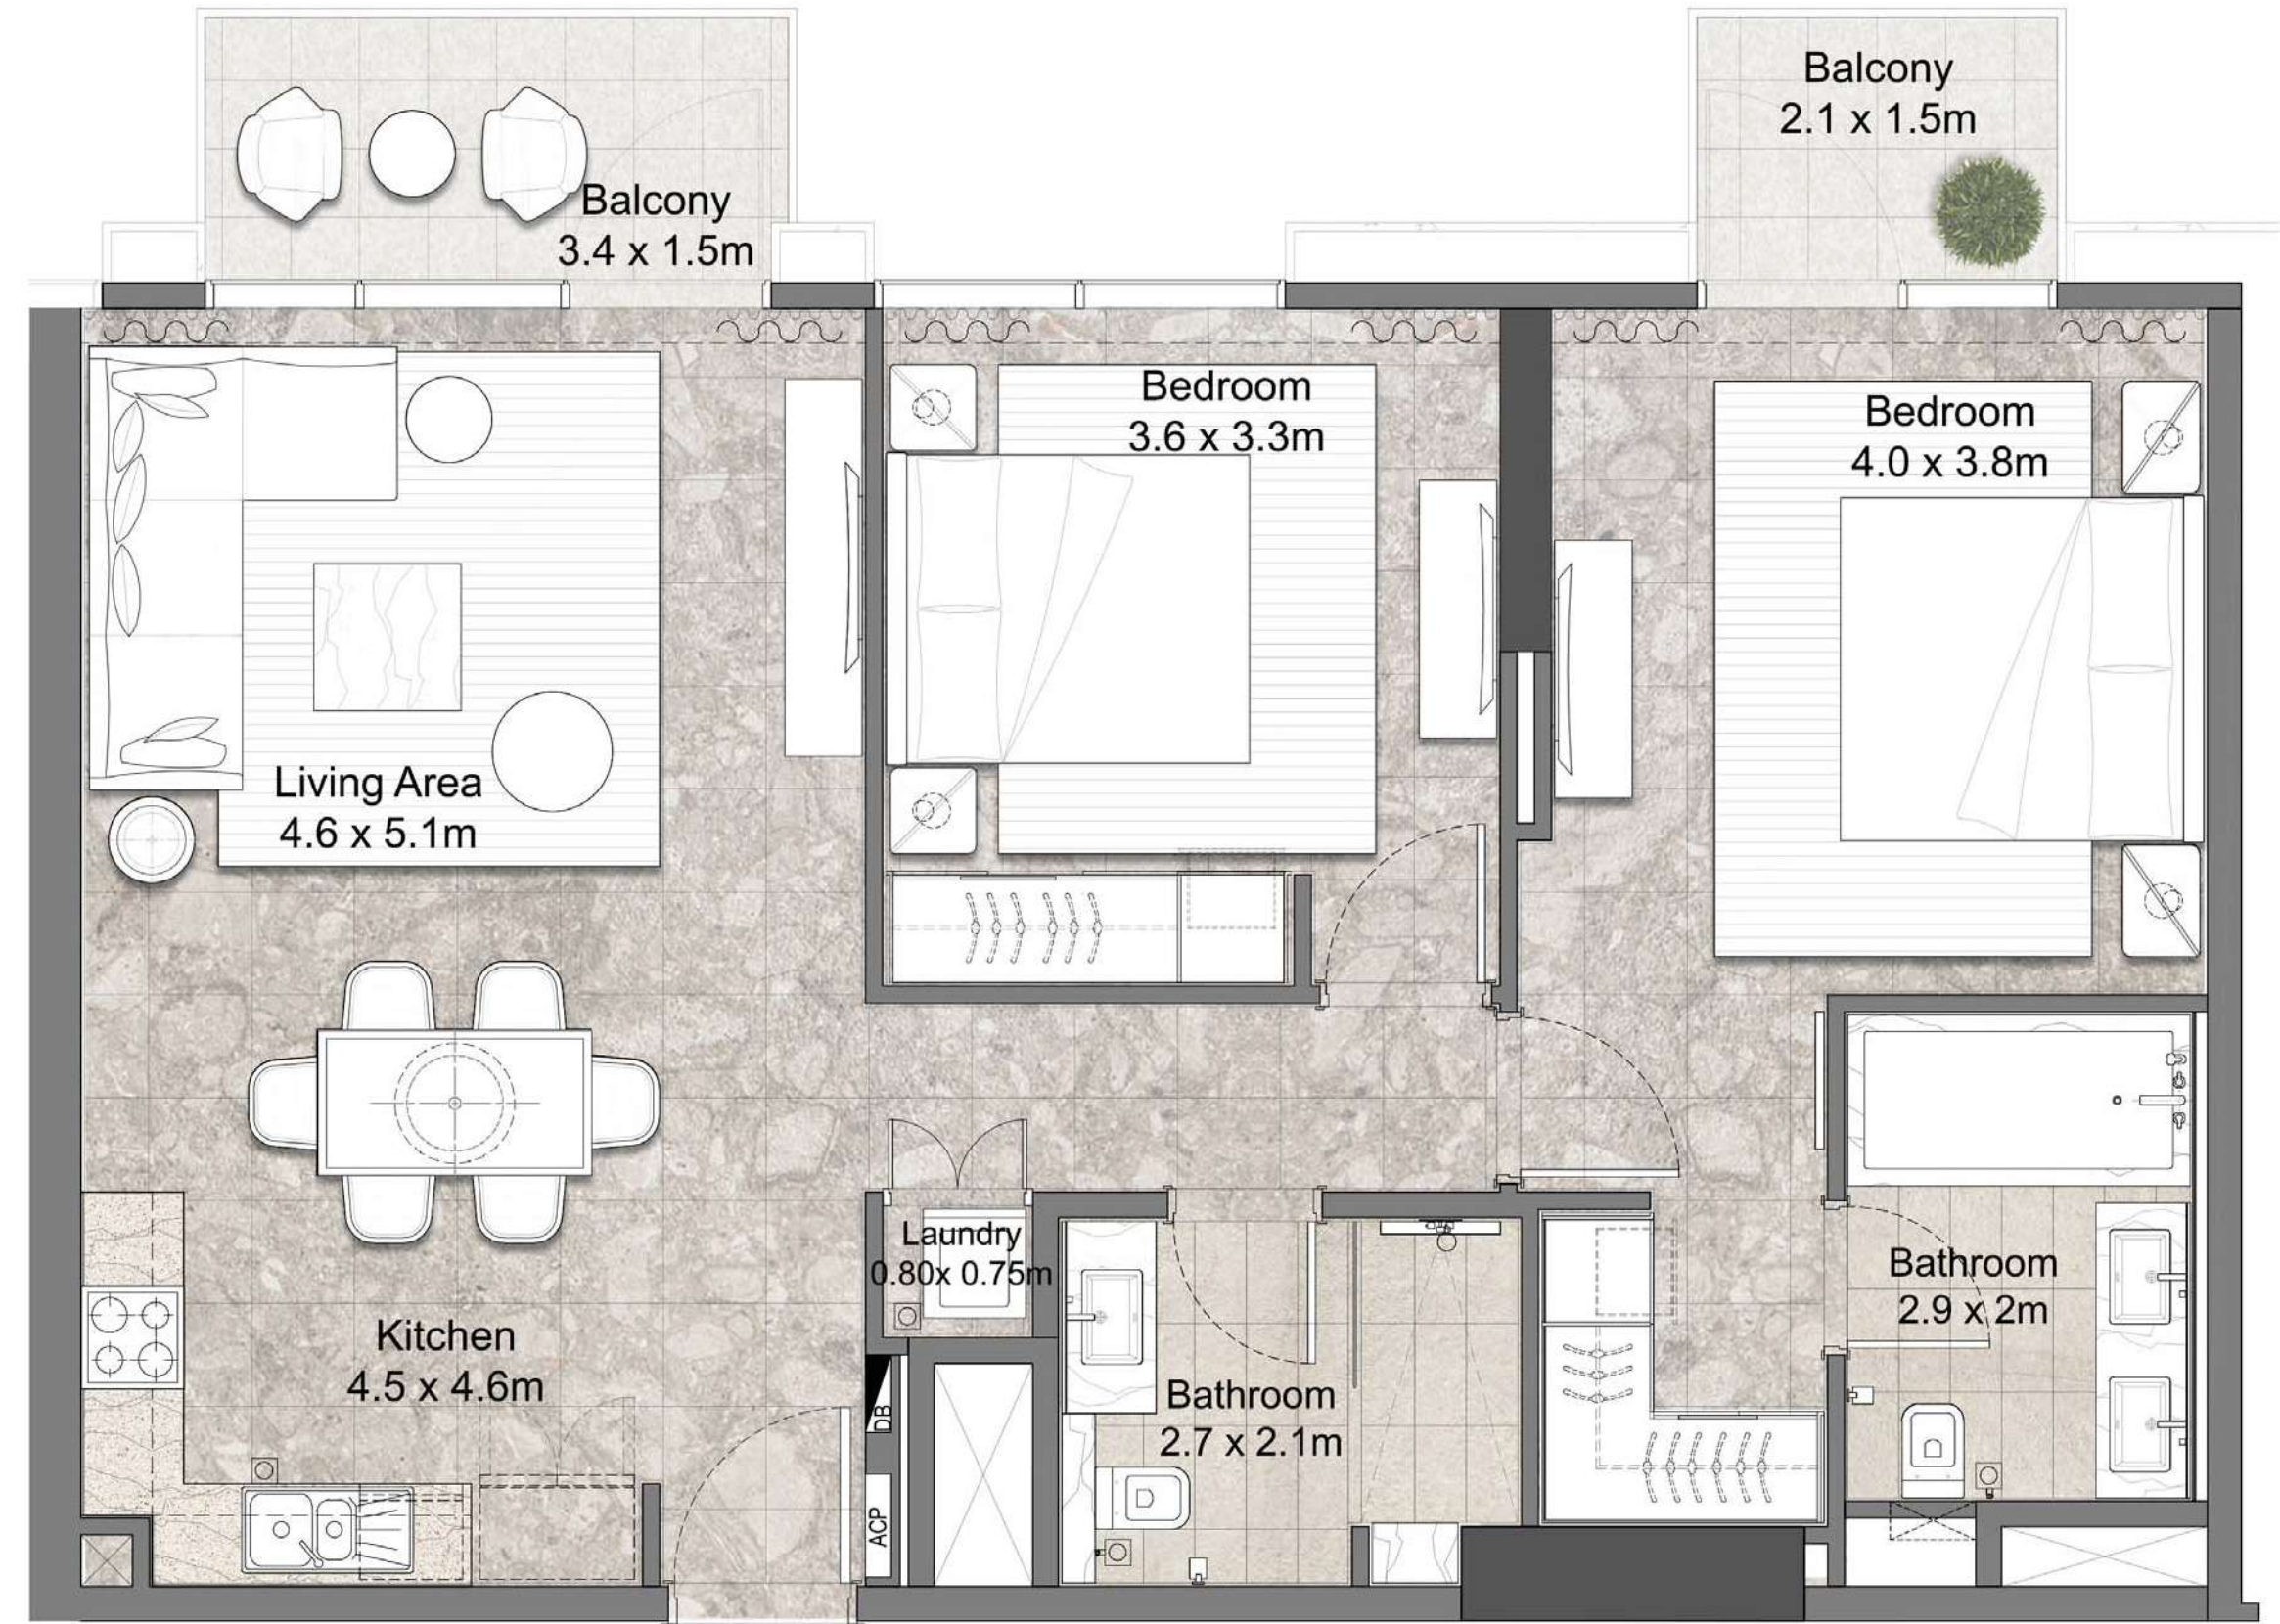 Balcony
2.1 x 1.5m
Balcony
3.4 x 1.5m
Bedroom
3.6 x 3.3m
Bedroom
4.0 x 3.8m
Living Area
4.6 x 5.1m
Laundry
0.80x 0.75m
Bathroom
2.9 x 2m
Kitchen
4.5 x 4.6m
Bathroom
2.7 x 2.1m
DB
ACP